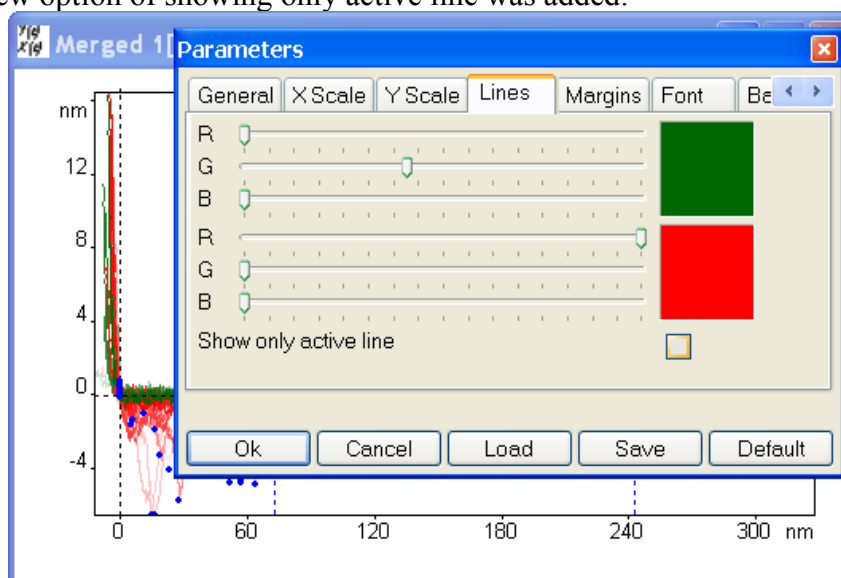 ew option of showing only active line was added.
Merged 1[
Parameters
General X Scale Y Scale Lines Margins Font Ba
nm
12
8
4
0
-4
R
G
B
R
G
B
Show only active line
Ok Cancel Load Save Default
0 60 120 180 240 300 nm